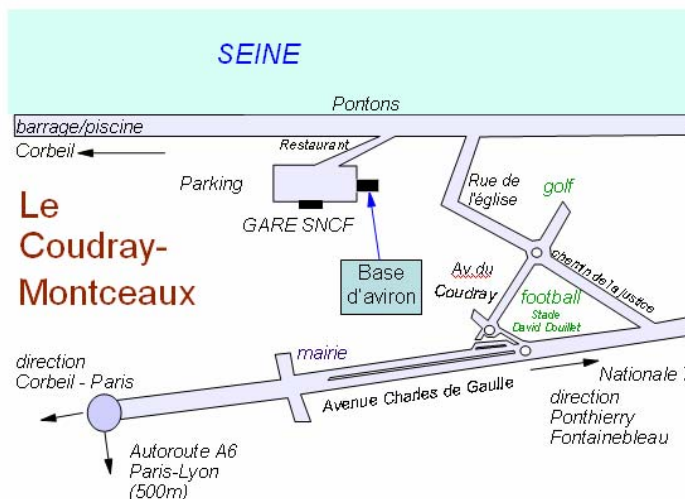 SEINE
Pontons
barrage/piscine
Corbeil
Restaurant
Parking
GARE SNCF
Rue de
l'église
golf
Le
Coudray-
Montceaux
Base
d'aviron
Av. du
Coudray
chemin de la justice
football
Stade
David Douillet
mairie
direction
Corbeil - Paris
Avenue Charles de Gaulle
Nationale 7
direction
Ponthierry
Fontainebleau
Autoroute A6
Paris-Lyon
(500m)